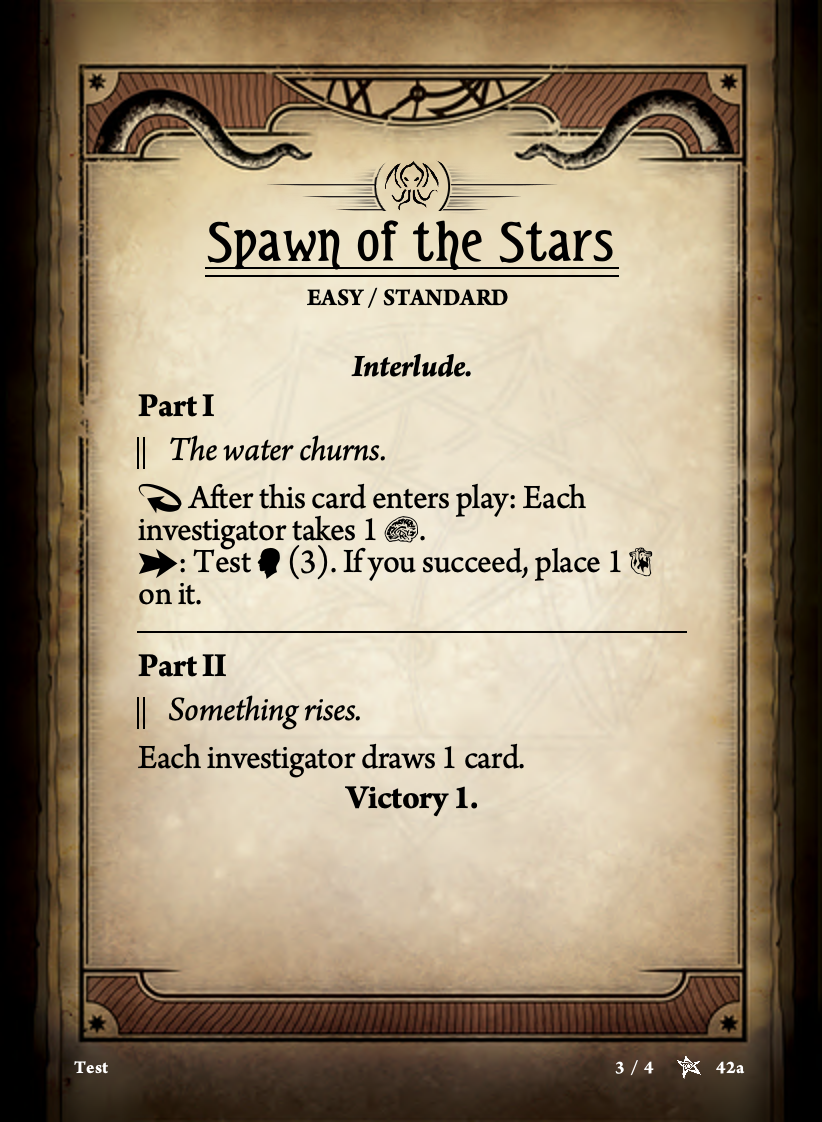 Spawn of the Stars
EASY / STANDARD
Interlude.
Part I
The water churns.
After this card enters play: Each
investigator takes 1 .
: Test (3). If you succeed, place 1
on it.
Part II
Something rises.
Each investigator draws 1 card.
Victory 1.
Test
3 / 4 42a